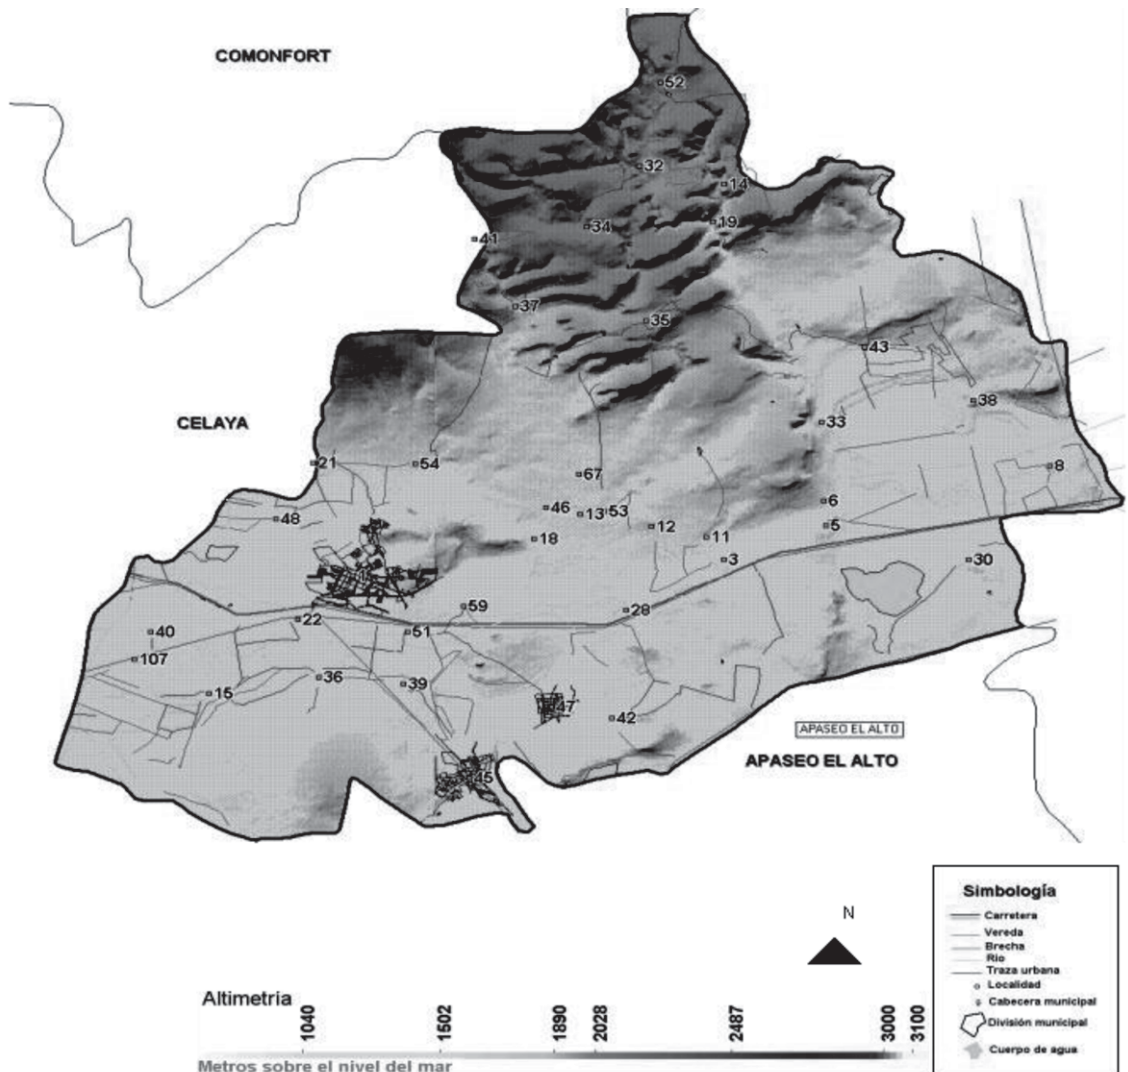 COMONFORT
52
32
14
19
34
41
37
35
43
38
33
CELAYA
21
54
67
8
6
46
13
53
48
12
5
18
11
3
30
59
28
22
51
40
107
36
39
15
47
42
APASEO EL ALTO
APASEO EL ALTO
45
Simbología
Carretera
Vereda
Brecha
Río
Traza urbana
Localidad
Cabecera municipal
División municipal
Cuerpo de agua
N
Altimetría
1040
1502
1890
2028
2487
3000
3100
Metros sobre el nivel del mar